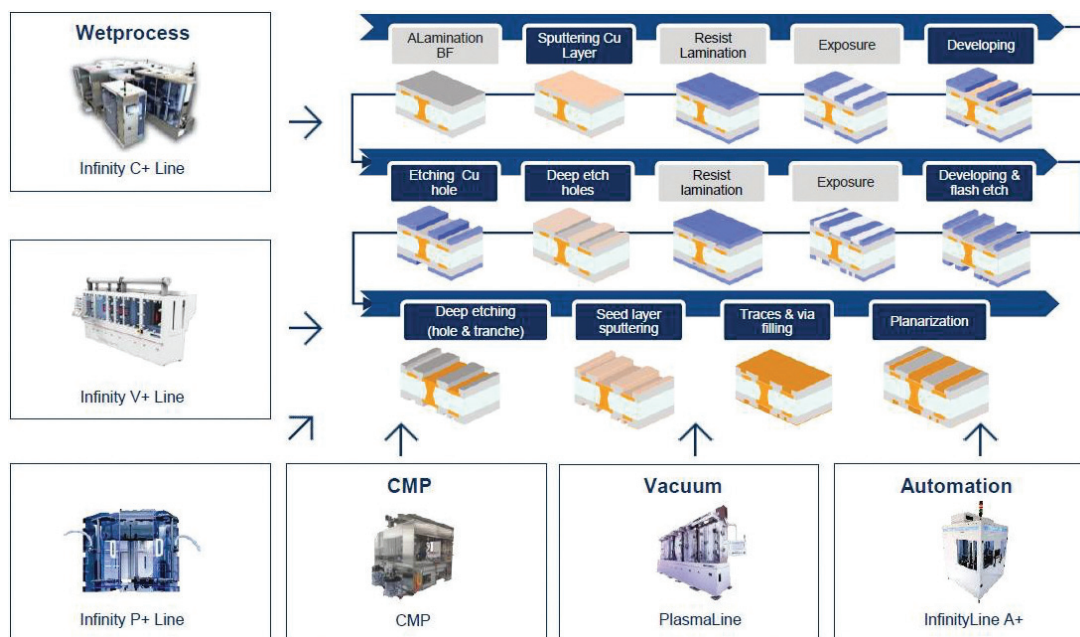 Wetprocess
Infinity C+ Line
Infinity V+ Line
Infinity P+ Line
ALamination
BF
Sputtering Cu
Layer
Resist
Lamination
Exposure
Developing
Etching Cu
hole
Deep etch
holes
Resist
lamination
Exposure
Developing &
flash etch
Deep etching
(hole & tranche)
Seed layer
sputtering
Traces & via
filling
Planarization
CMP
CMP
Vacuum
PlasmaLine
Automation
InfinityLine A+